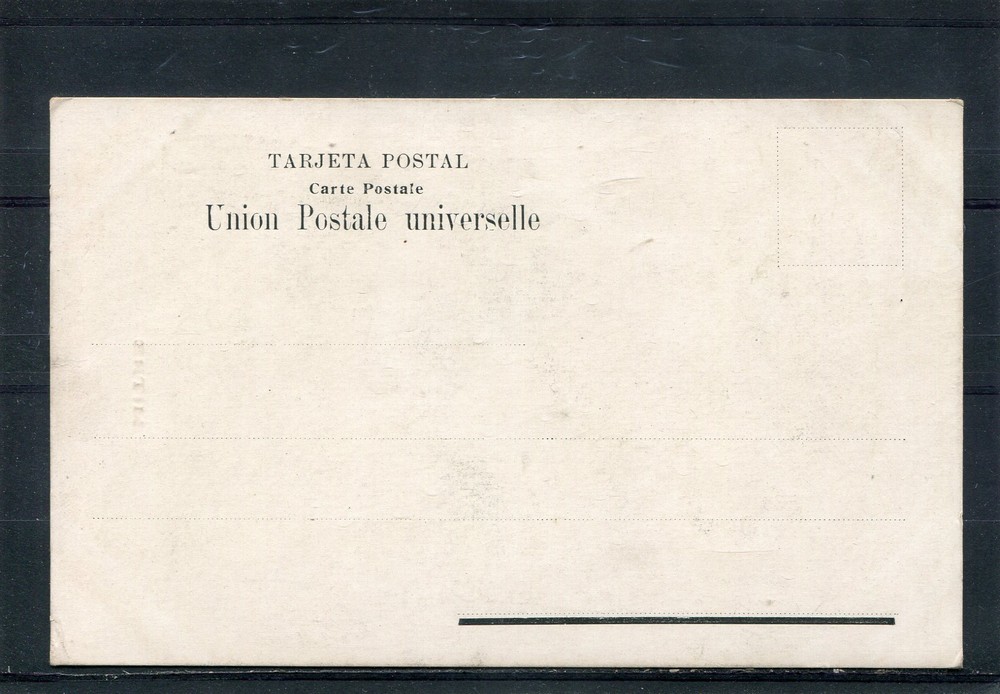 TARJETA POSTAL
Carte Postale
Union Postale universelle